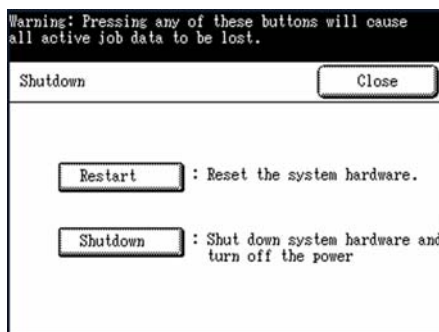 Warning: Pressing any of these buttons will cause
all active job data to be lost.
Shutdown
Close
Restart : Reset the system hardware.
Shutdown : Shut down system hardware and
turn off the power